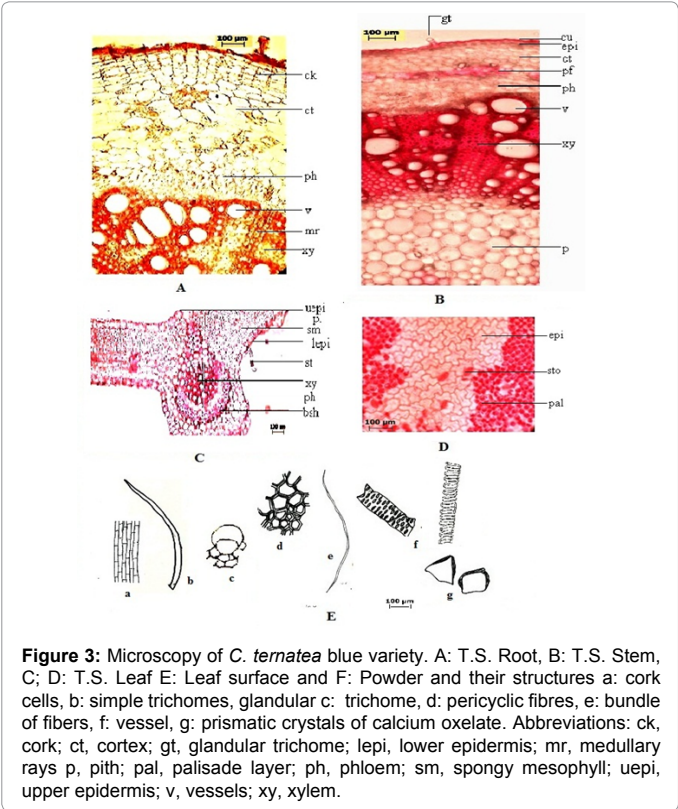 gt
100 µm
100 µm
cu
epi
ct
pf
ph
v
xy
p
ck
ct
ph
v
mr
xy
A
B
uepi
p.
sm
lepi
st
xy
ph
bsh
C
epi
sto
pal
100 µm
D
a
b
c
d
e
f
g
100 µm
E
Figure 3: Microscopy of C. ternatea blue variety. A: T.S. Root, B: T.S. Stem,
C; D: T.S. Leaf E: Leaf surface and F: Powder and their structures a: cork
cells, b: simple trichomes, glandular c: trichome, d: pericyclic fibres, e: bundle
of fibers, f: vessel, g: prismatic crystals of calcium oxelate. Abbreviations: ck,
cork; ct, cortex; gt, glandular trichome; lepi, lower epidermis; mr, medullary
rays p, pith; pal, palisade layer; ph, phloem; sm, spongy mesophyll; uepi,
upper epidermis; v, vessels; xy, xylem.